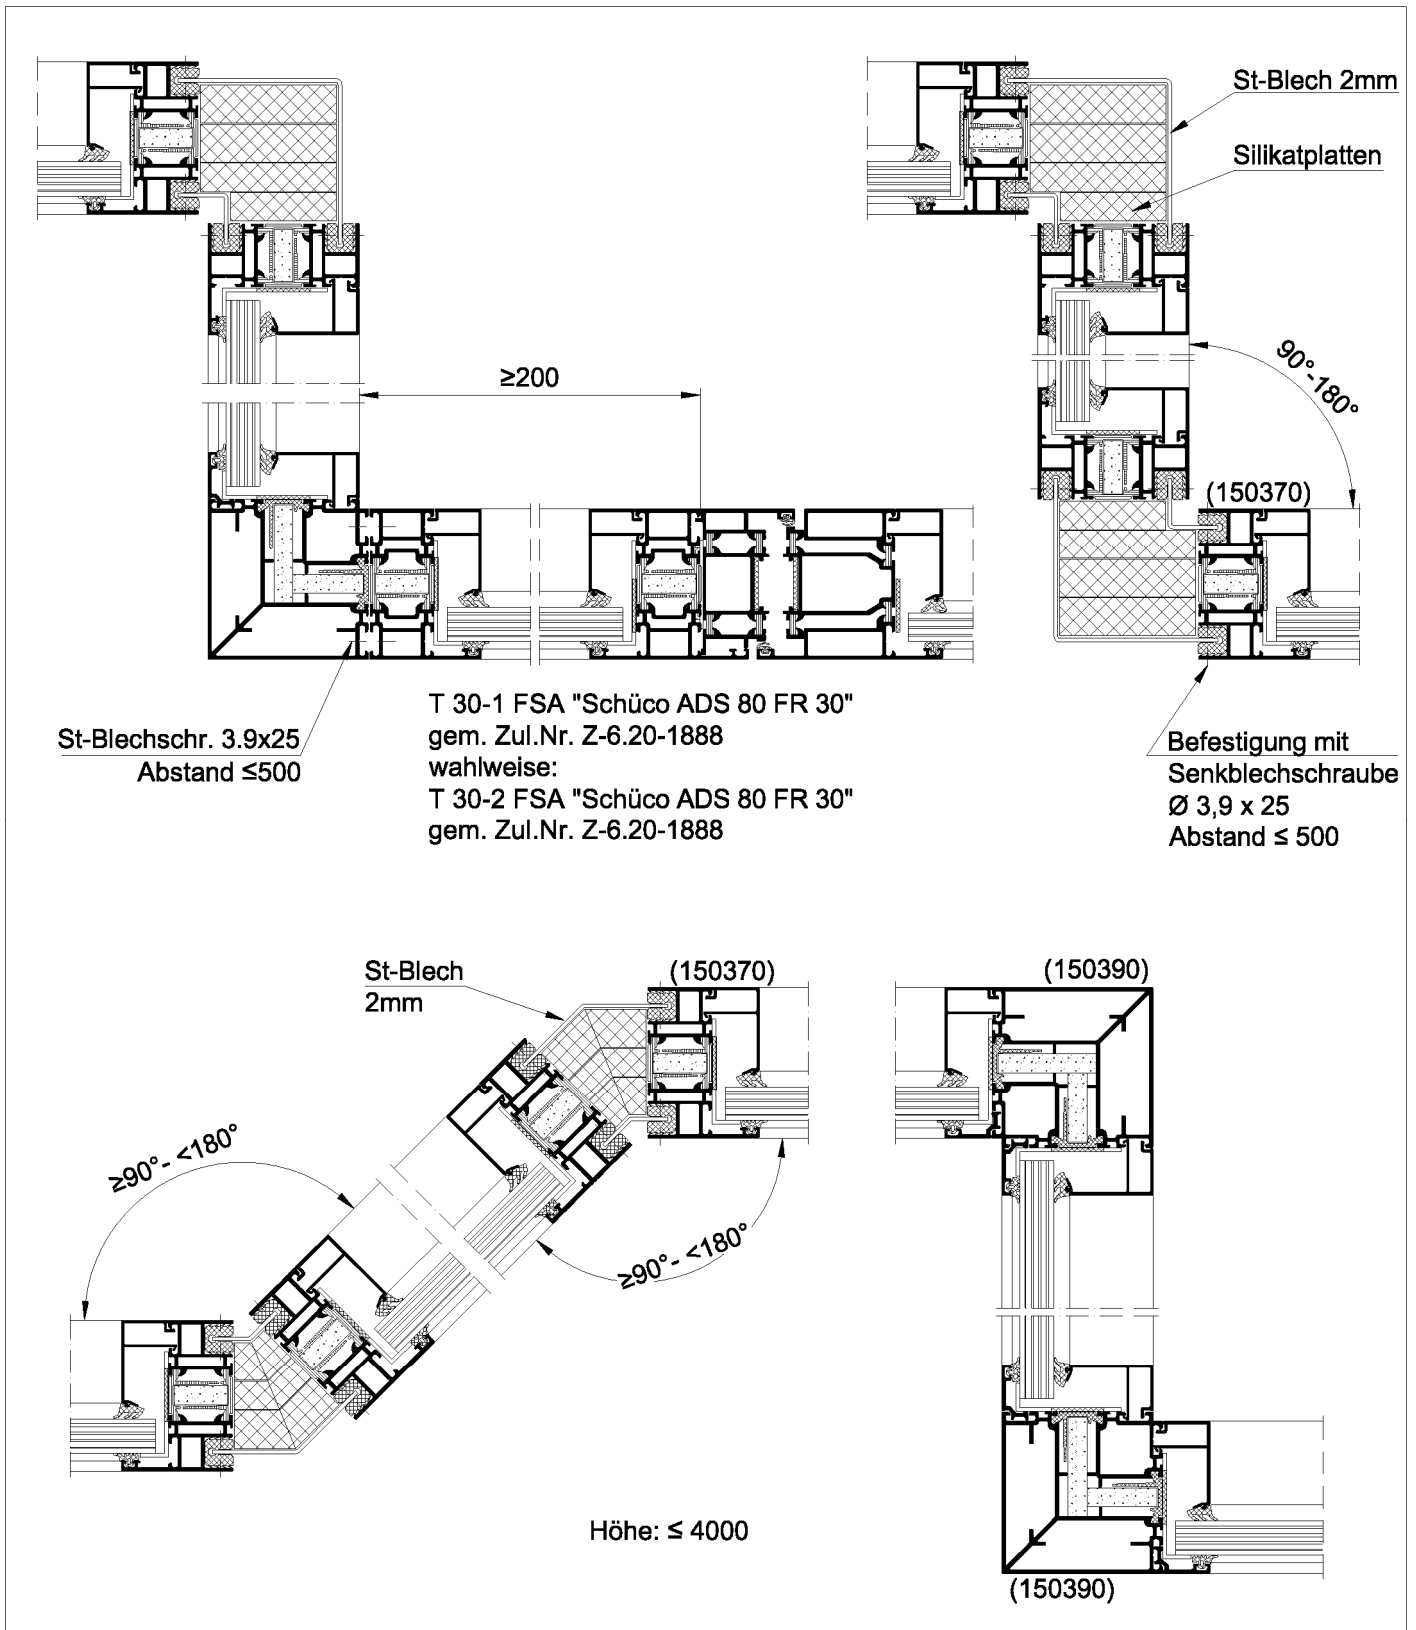 St-Blech 2mm
Silikatplatten
≥200
90°-180°
(150370)
St-Blechschr. 3.9x25
Abstand ≤500
T 30-1 FSA "Schüco ADS 80 FR 30"
gem. Zul.Nr. Z-6.20-1888
wahlweise:
T 30-2 FSA "Schüco ADS 80 FR 30"
gem. Zul.Nr. Z-6.20-1888
Befestigung mit
Senkblechschraube
Ø 3,9 x 25
Abstand ≤ 500
St-Blech
2mm
(150370)
(150390)
≥90°- <180°
≥90°- <180°
Höhe: ≤ 4000
(150390)